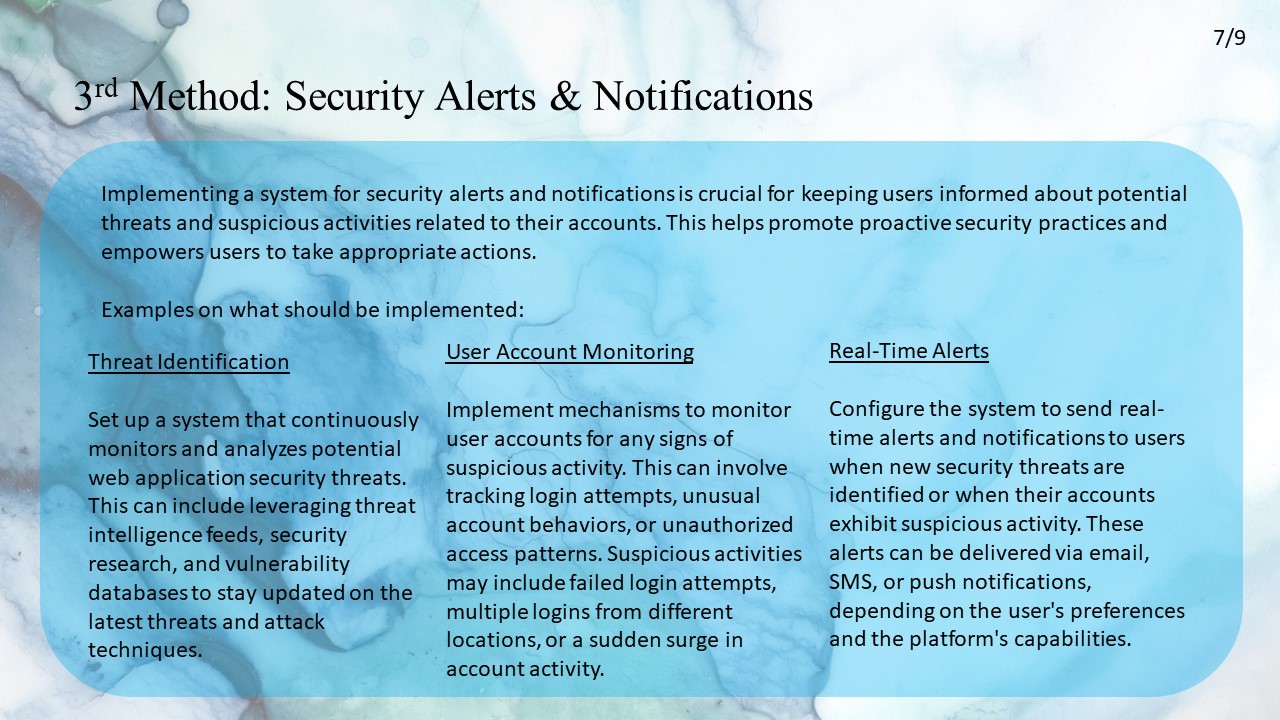 7/9
3rd Method: Security Alerts & Notifications
Implementing a system for security alerts and notifications is crucial for keeping users informed about potential
threats and suspicious activities related to their accounts. This helps promote proactive security practices and
empowers users to take appropriate actions.
Examples on what should be implemented:
Threat Identification
Set up a system that continuously
monitors and analyzes potential
web application security threats.
This can include leveraging threat
intelligence feeds, security
research, and vulnerability
databases to stay updated on the
latest threats and attack
techniques.
User Account Monitoring
Implement mechanisms to monitor
user accounts for any signs of
suspicious activity. This can involve
tracking login attempts, unusual
account behaviors, or unauthorized
access patterns. Suspicious activities
may include failed login attempts,
multiple logins from different
locations, or a sudden surge in
account activity.
Real-Time Alerts
Configure the system to send real-
time alerts and notifications to users
when new security threats are
identified or when their accounts
exhibit suspicious activity. These
alerts can be delivered via email,
SMS, or push notifications,
depending on the user's preferences
and the platform's capabilities.